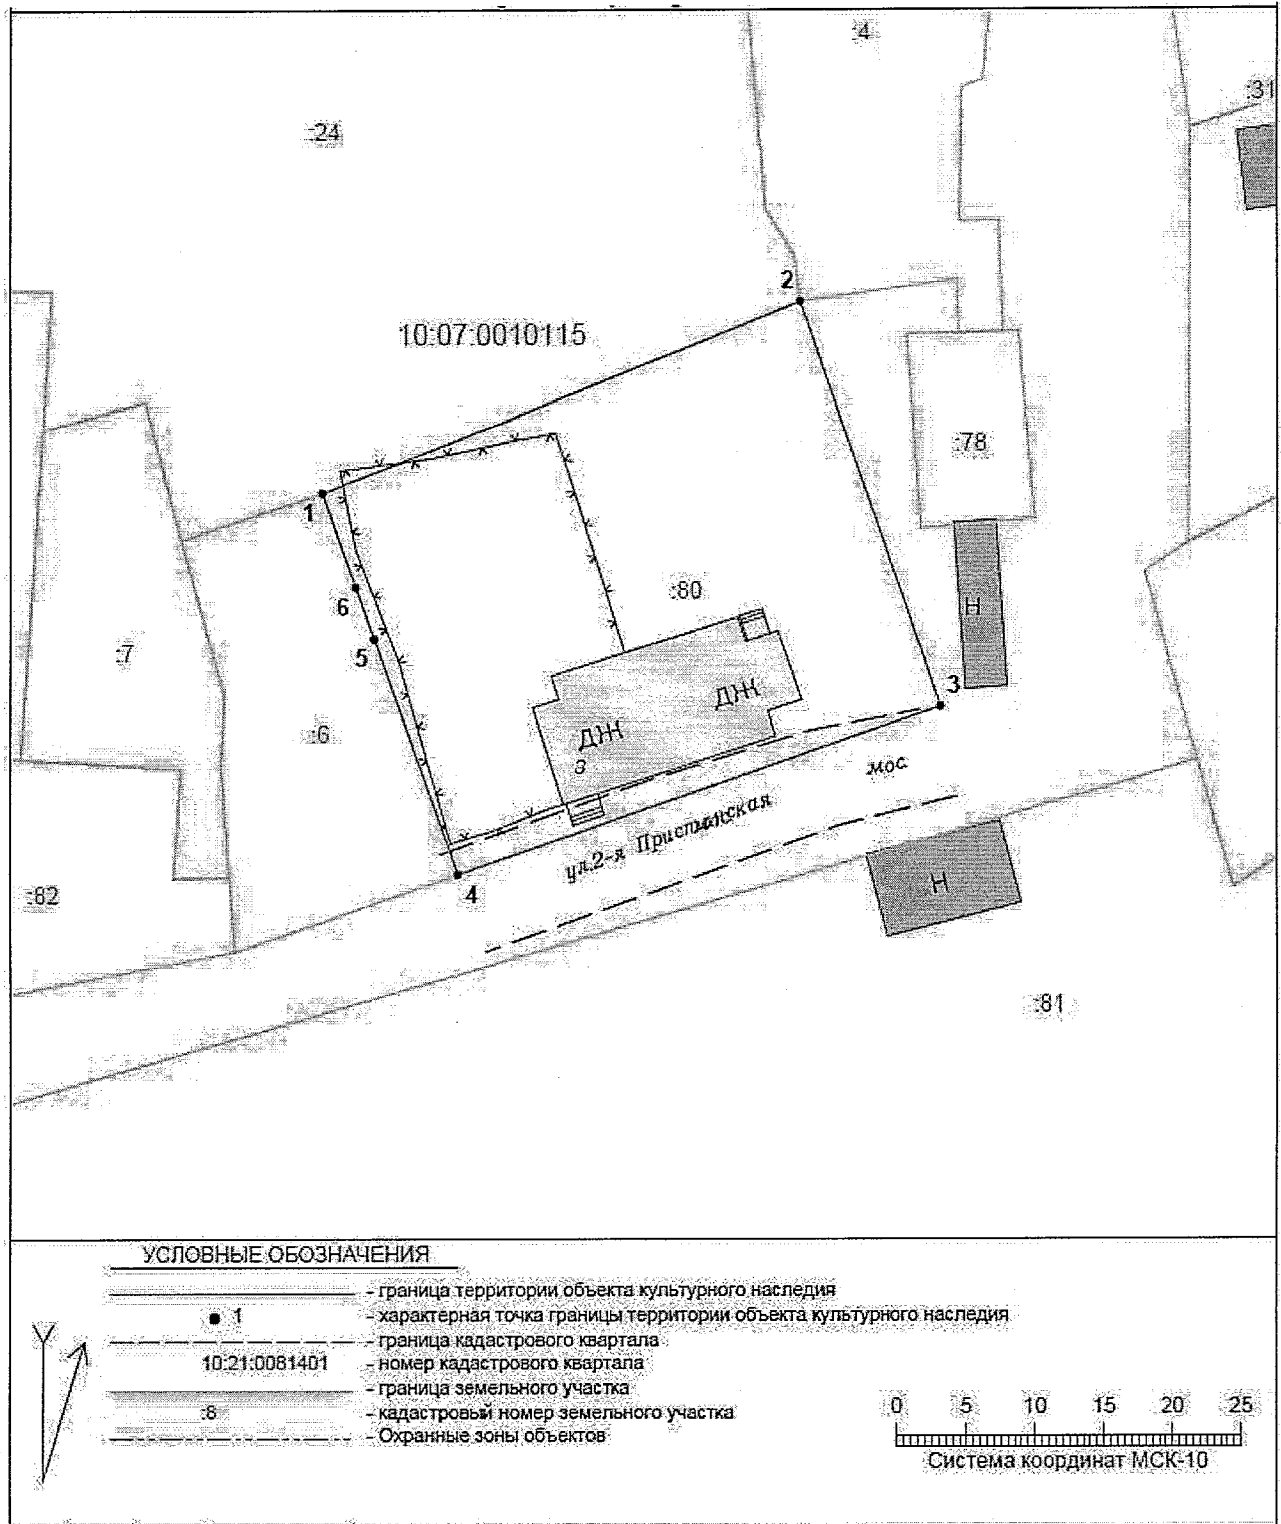 :4
:31
:24
2
10:07:0010115
:78
1
:80
6
Н
5
:7
3
ДЖ
:6
ДЖ
3
мос
ул.2-я Пристанская
4
Н
:82
:81
УСЛОВНЫЕ ОБОЗНАЧЕНИЯ
- граница территории объекта культурного наследия
1 - характерная точка границы территории объекта культурного наследия
- граница кадастрового квартала
10:21:0081401 - номер кадастрового квартала
- граница земельного участка
:8 - кадастровый номер земельного участка
- Охранные зоны объектов
0 5 10 15 20 25
Система координат МСК-10